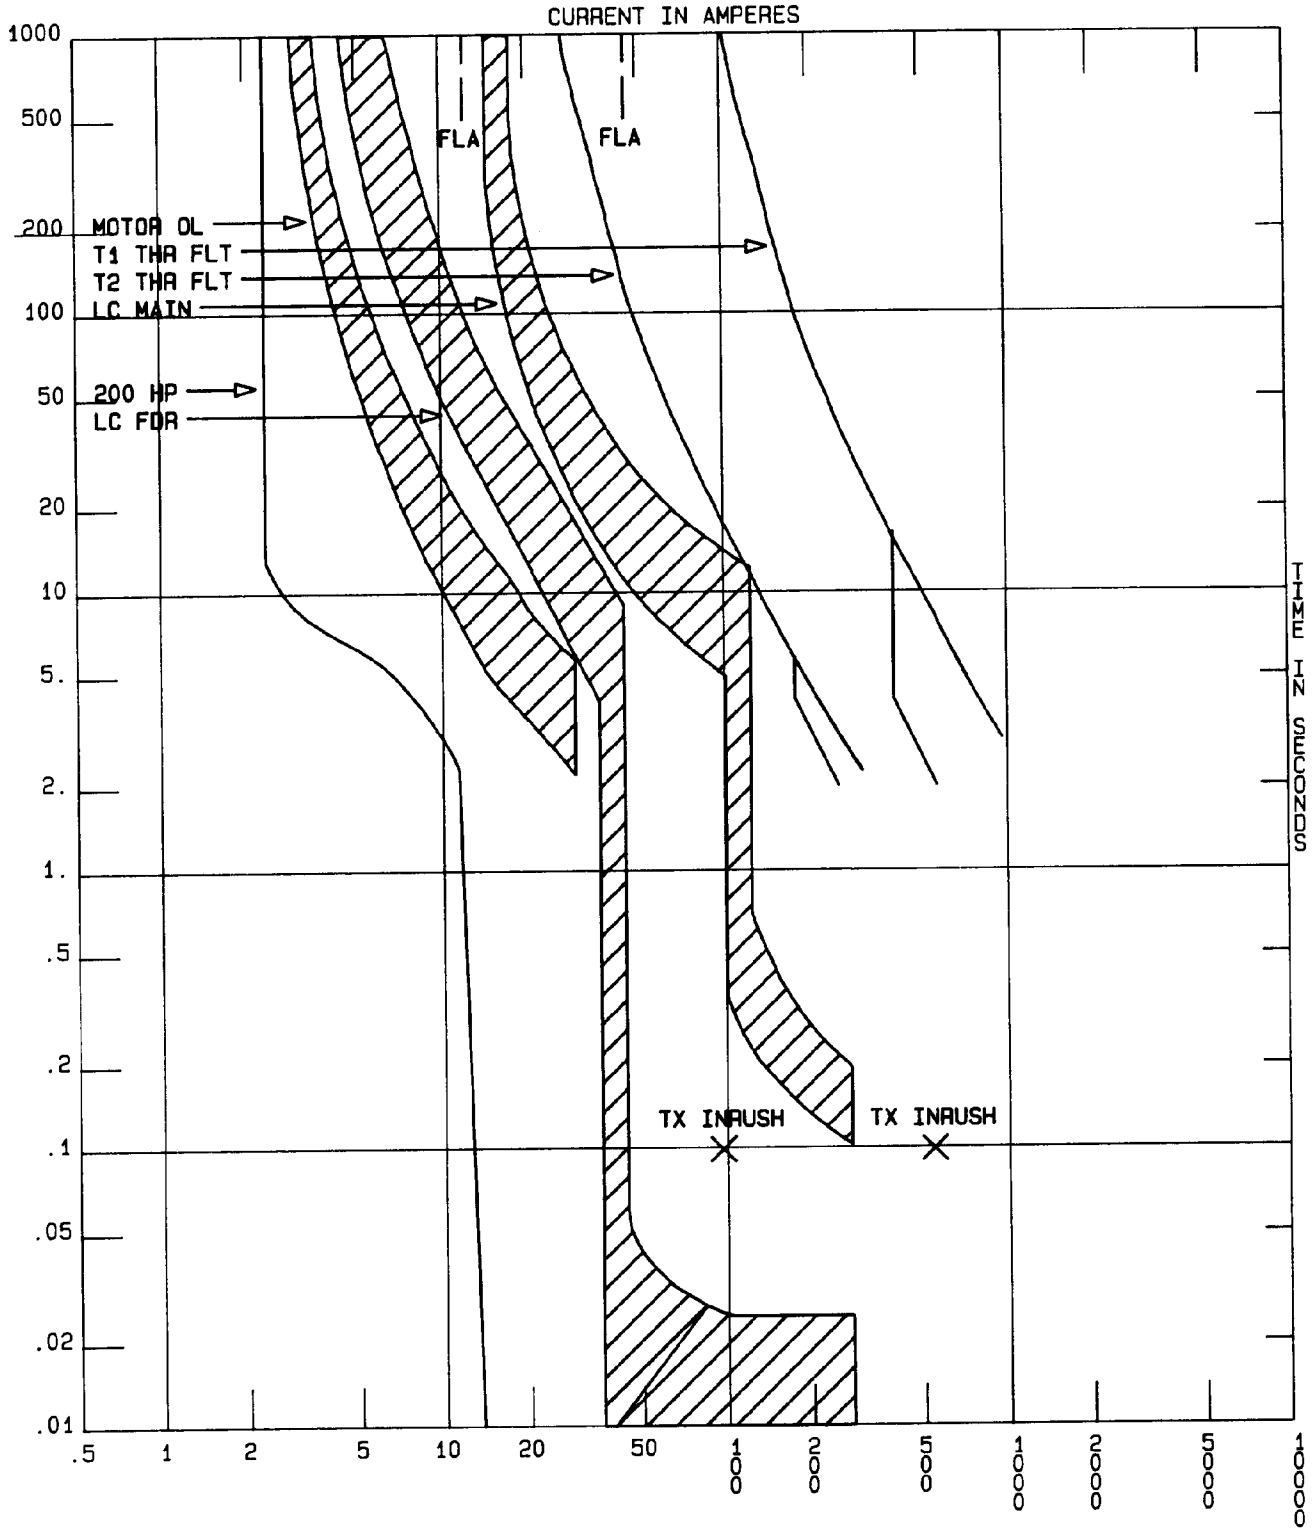 CURRENT IN AMPERES
1000
500
FLA
FLA
MOTOR OL
200
T1 THR FLT
T2 THR FLT
LC MAIN
100
200 HP
50
LC FDR
20
10
TIME IN SECONDS
5.
2.
1.
.5
.2
TX INRUSH
TX INRUSH
.1
.05
.02
.01
.5 1 2 5 10 20 50 100 200 500 1000 2000 5000 10000